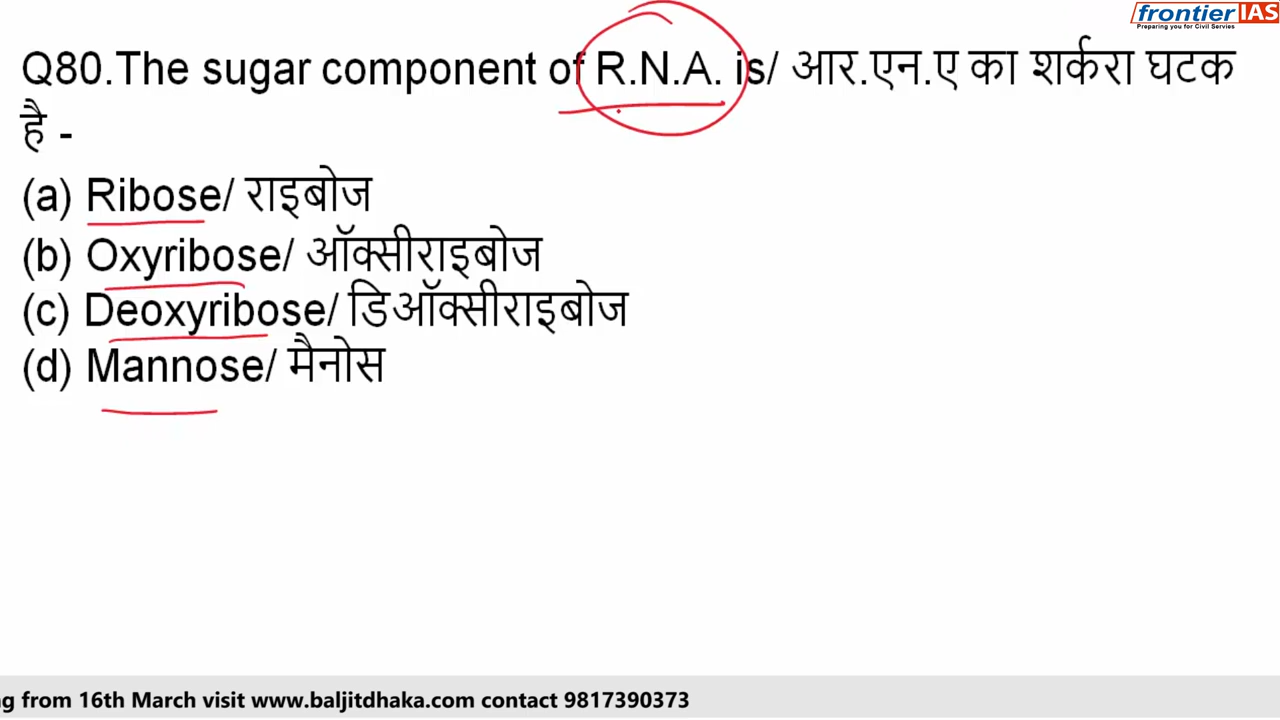 frontier IAS
Preparing you for Civil Servies
Q80.The sugar component of R.N.A. is/ आर.एन.ए का शर्करा घटक
है -
(a) Ribose/ राइबोज
(b) Oxyribose/ ऑक्सीराइबोज
(c) Deoxyribose/ डिऑक्सीराइबोज
(d) Mannose/ मैनोस
g from 16th March visit www.baljitdhaka.com contact 9817390373